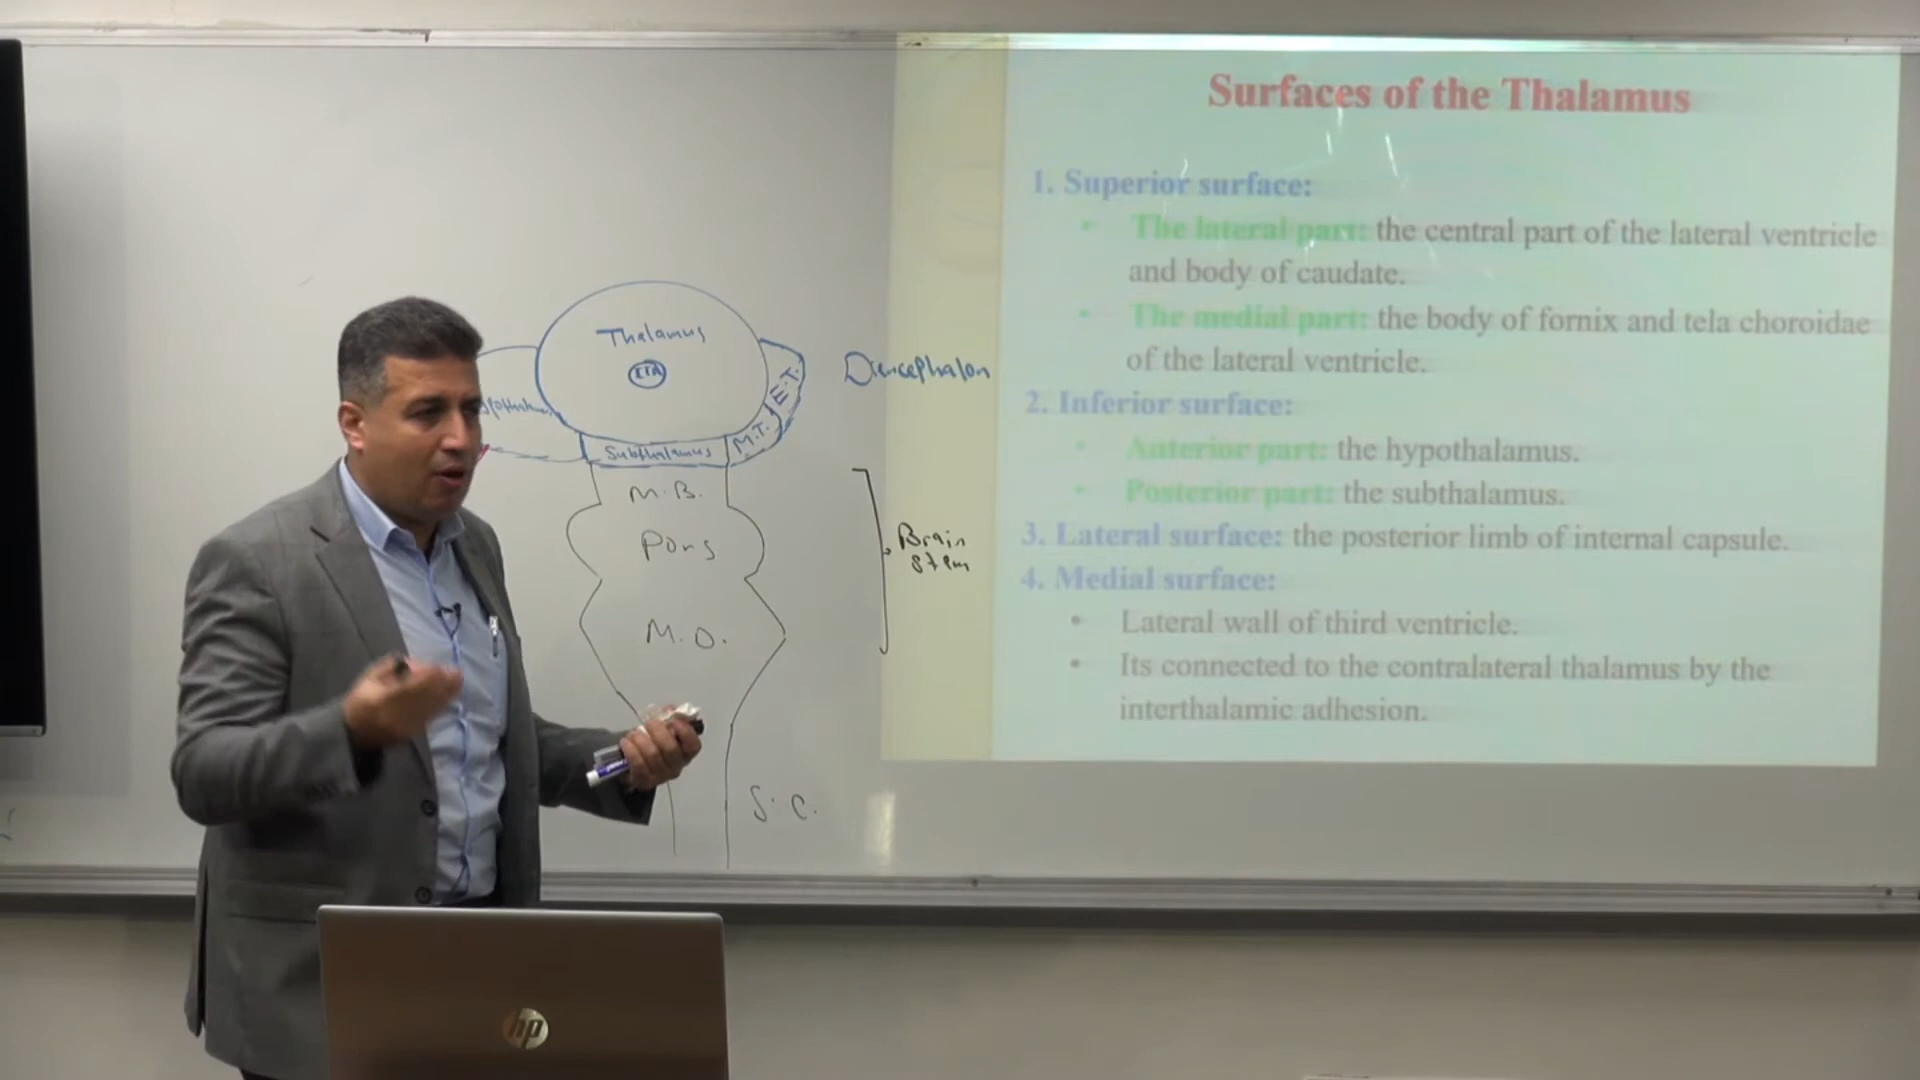 Surfaces of the Thalamus
1. Superior surface:
• The lateral part: the central part of the lateral ventricle
and body of caudate.
• The medial part: the body of fornix and tela choroidae
of the lateral ventricle.
2. Inferior surface:
• Anterior part: the hypothalamus.
• Posterior part: the subthalamus.
3. Lateral surface: the posterior limb of internal capsule.
4. Medial surface:
• Lateral wall of third ventricle.
• Its connected to the contralateral thalamus by the
interthalamic adhesion.
Thalamus
ITA
E.T.
M.T.
Subthalamus
Diencephalon
M.B.
Pons
M.O.
Brain
stem
S.C.
hp